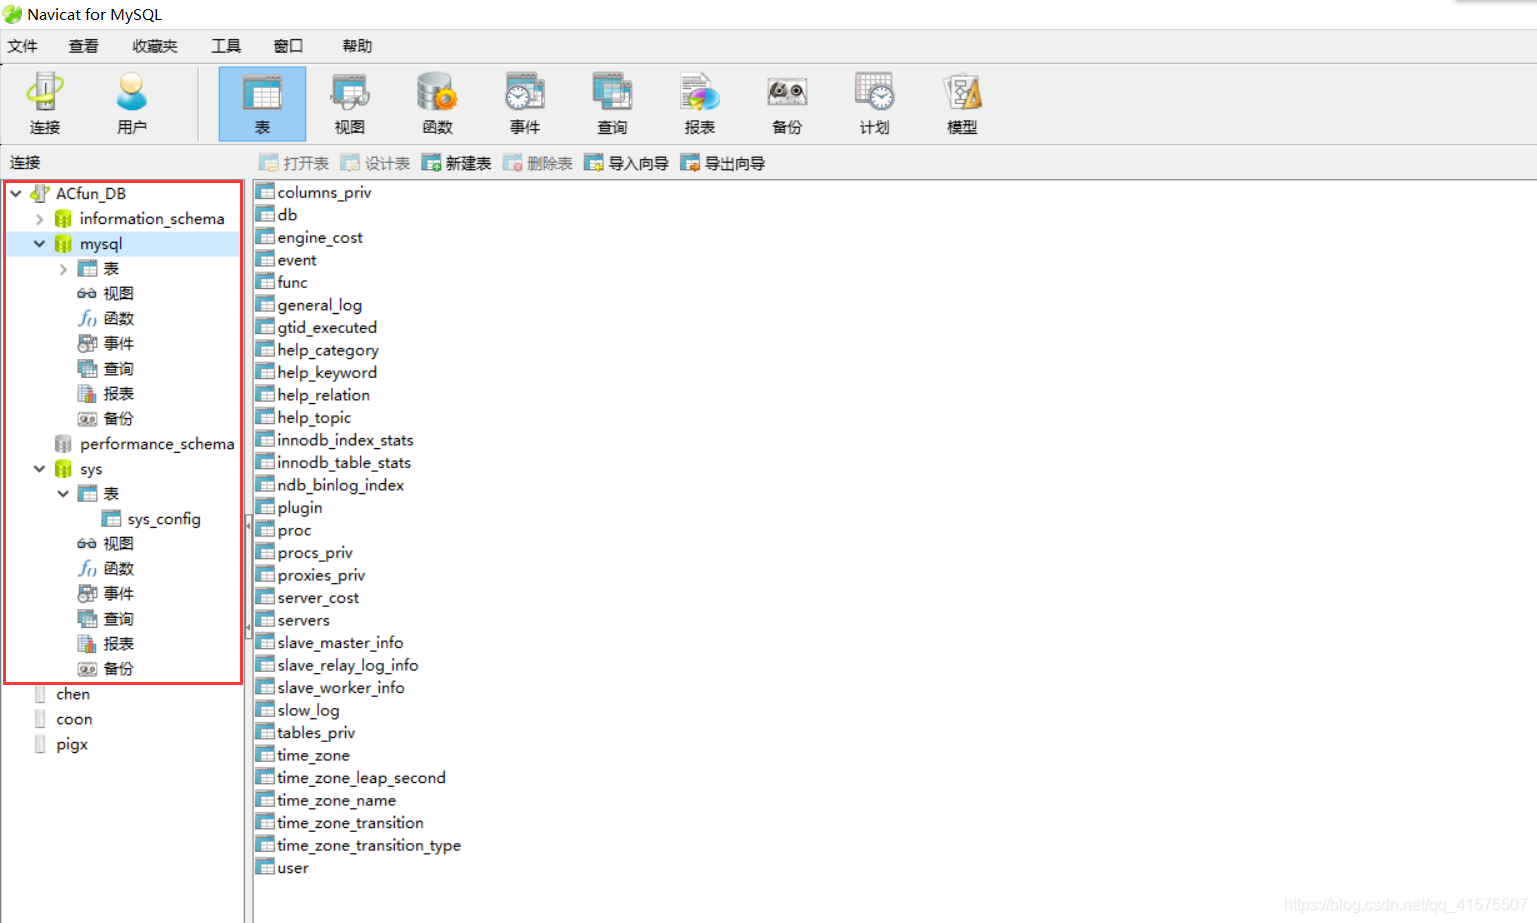 Navicat for MySQL
文件 查看 收藏夹 工具 窗口 帮助
连接 用户 表 视图 函数 事件 查询 报表 备份 计划 模型
连接 打开表 设计表 新建表 删除表 导入向导 导出向导
ACfun_DB
information_schema
mysql
表
视图
函数
事件
查询
报表
备份
performance_schema
sys
表
sys_config
视图
函数
事件
查询
报表
备份
chen
coon
pigx
columns_priv
db
engine_cost
event
func
general_log
gtid_executed
help_category
help_keyword
help_relation
help_topic
innodb_index_stats
innodb_table_stats
ndb_binlog_index
plugin
proc
procs_priv
proxies_priv
server_cost
servers
slave_master_info
slave_relay_log_info
slave_worker_info
slow_log
tables_priv
time_zone
time_zone_leap_second
time_zone_name
time_zone_transition
time_zone_transition_type
user
https://blog.csdn.net/qq_41575507